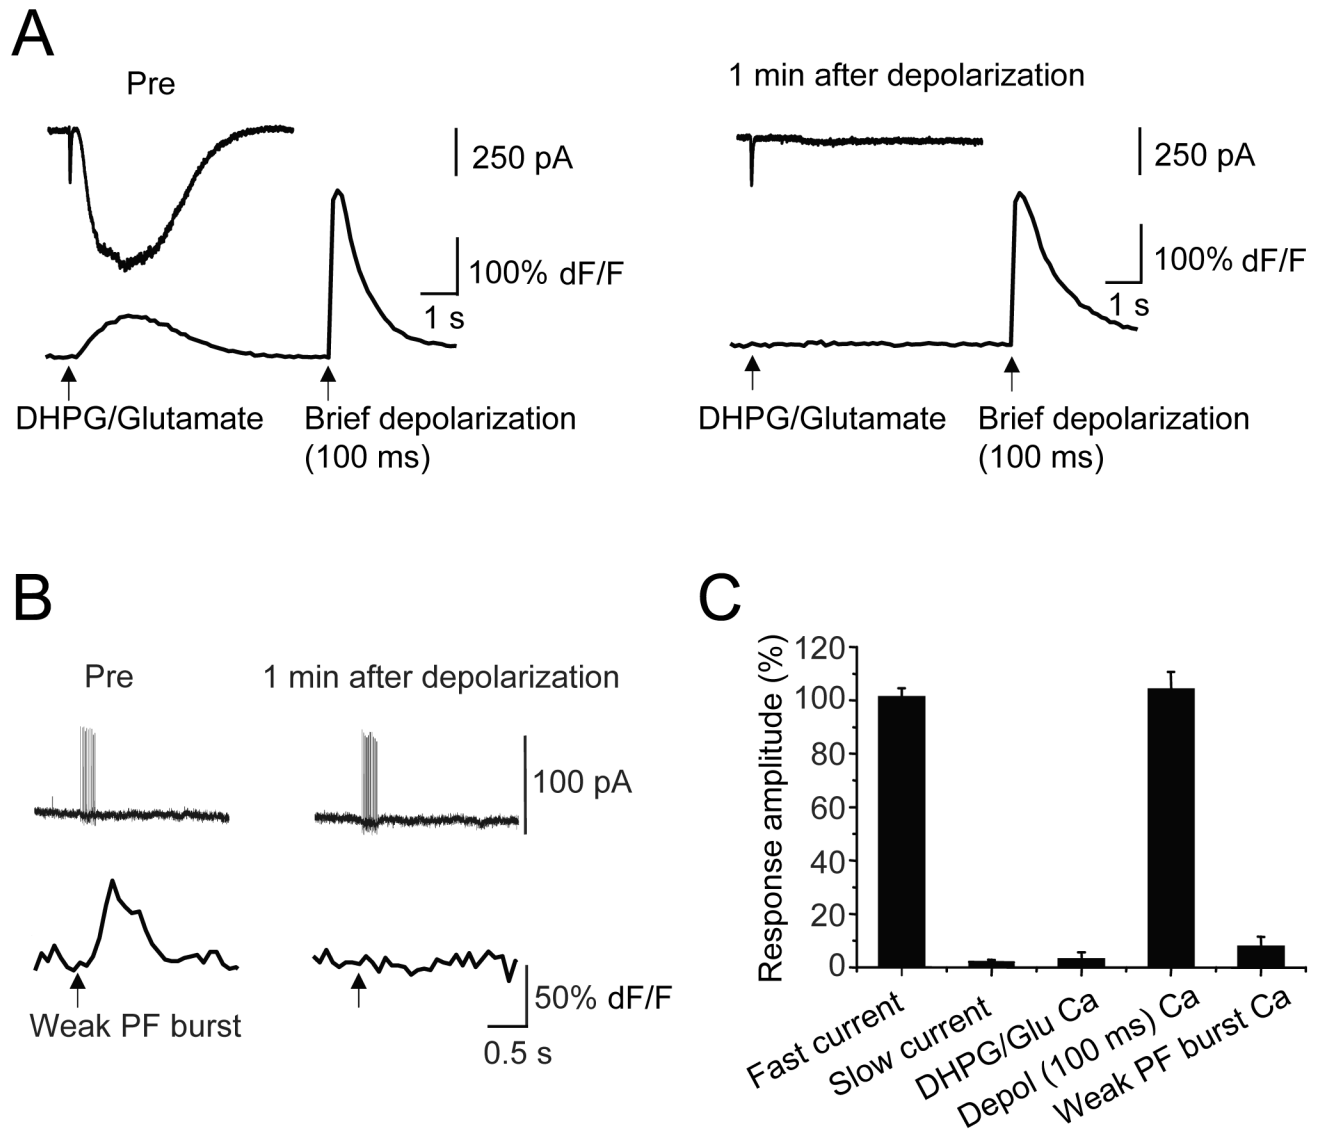 A
Pre
1 min after depolarization
250 pA
250 pA
100% dF/F
100% dF/F
1 s
1 s
DHPG/Glutamate
Brief depolarization
(100 ms)
DHPG/Glutamate
Brief depolarization
(100 ms)
B
Pre
1 min after depolarization
100 pA
50% dF/F
Weak PF burst
0.5 s
C
Response amplitude (%)
120
100
80
60
40
20
0
Fast current
Slow current
DHPG/Glu Ca
Depol (100 ms) Ca
Weak PF burst Ca